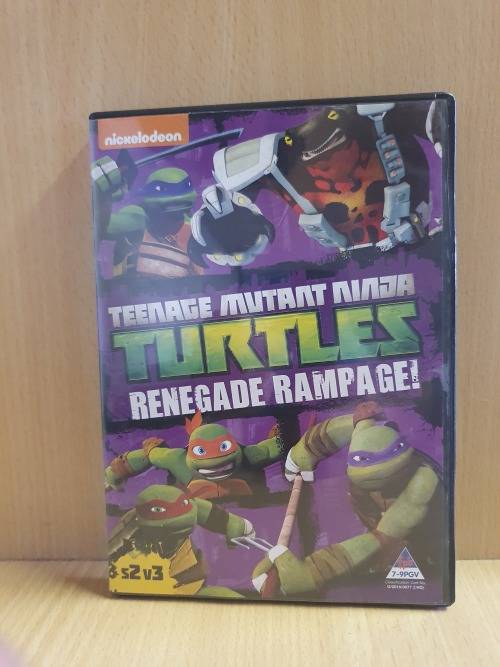 nickelodeon
TEENAGE MUTANT NINJA
TURTLES
RENEGADE RAMPAGE!
s2 v3
7-9PGV